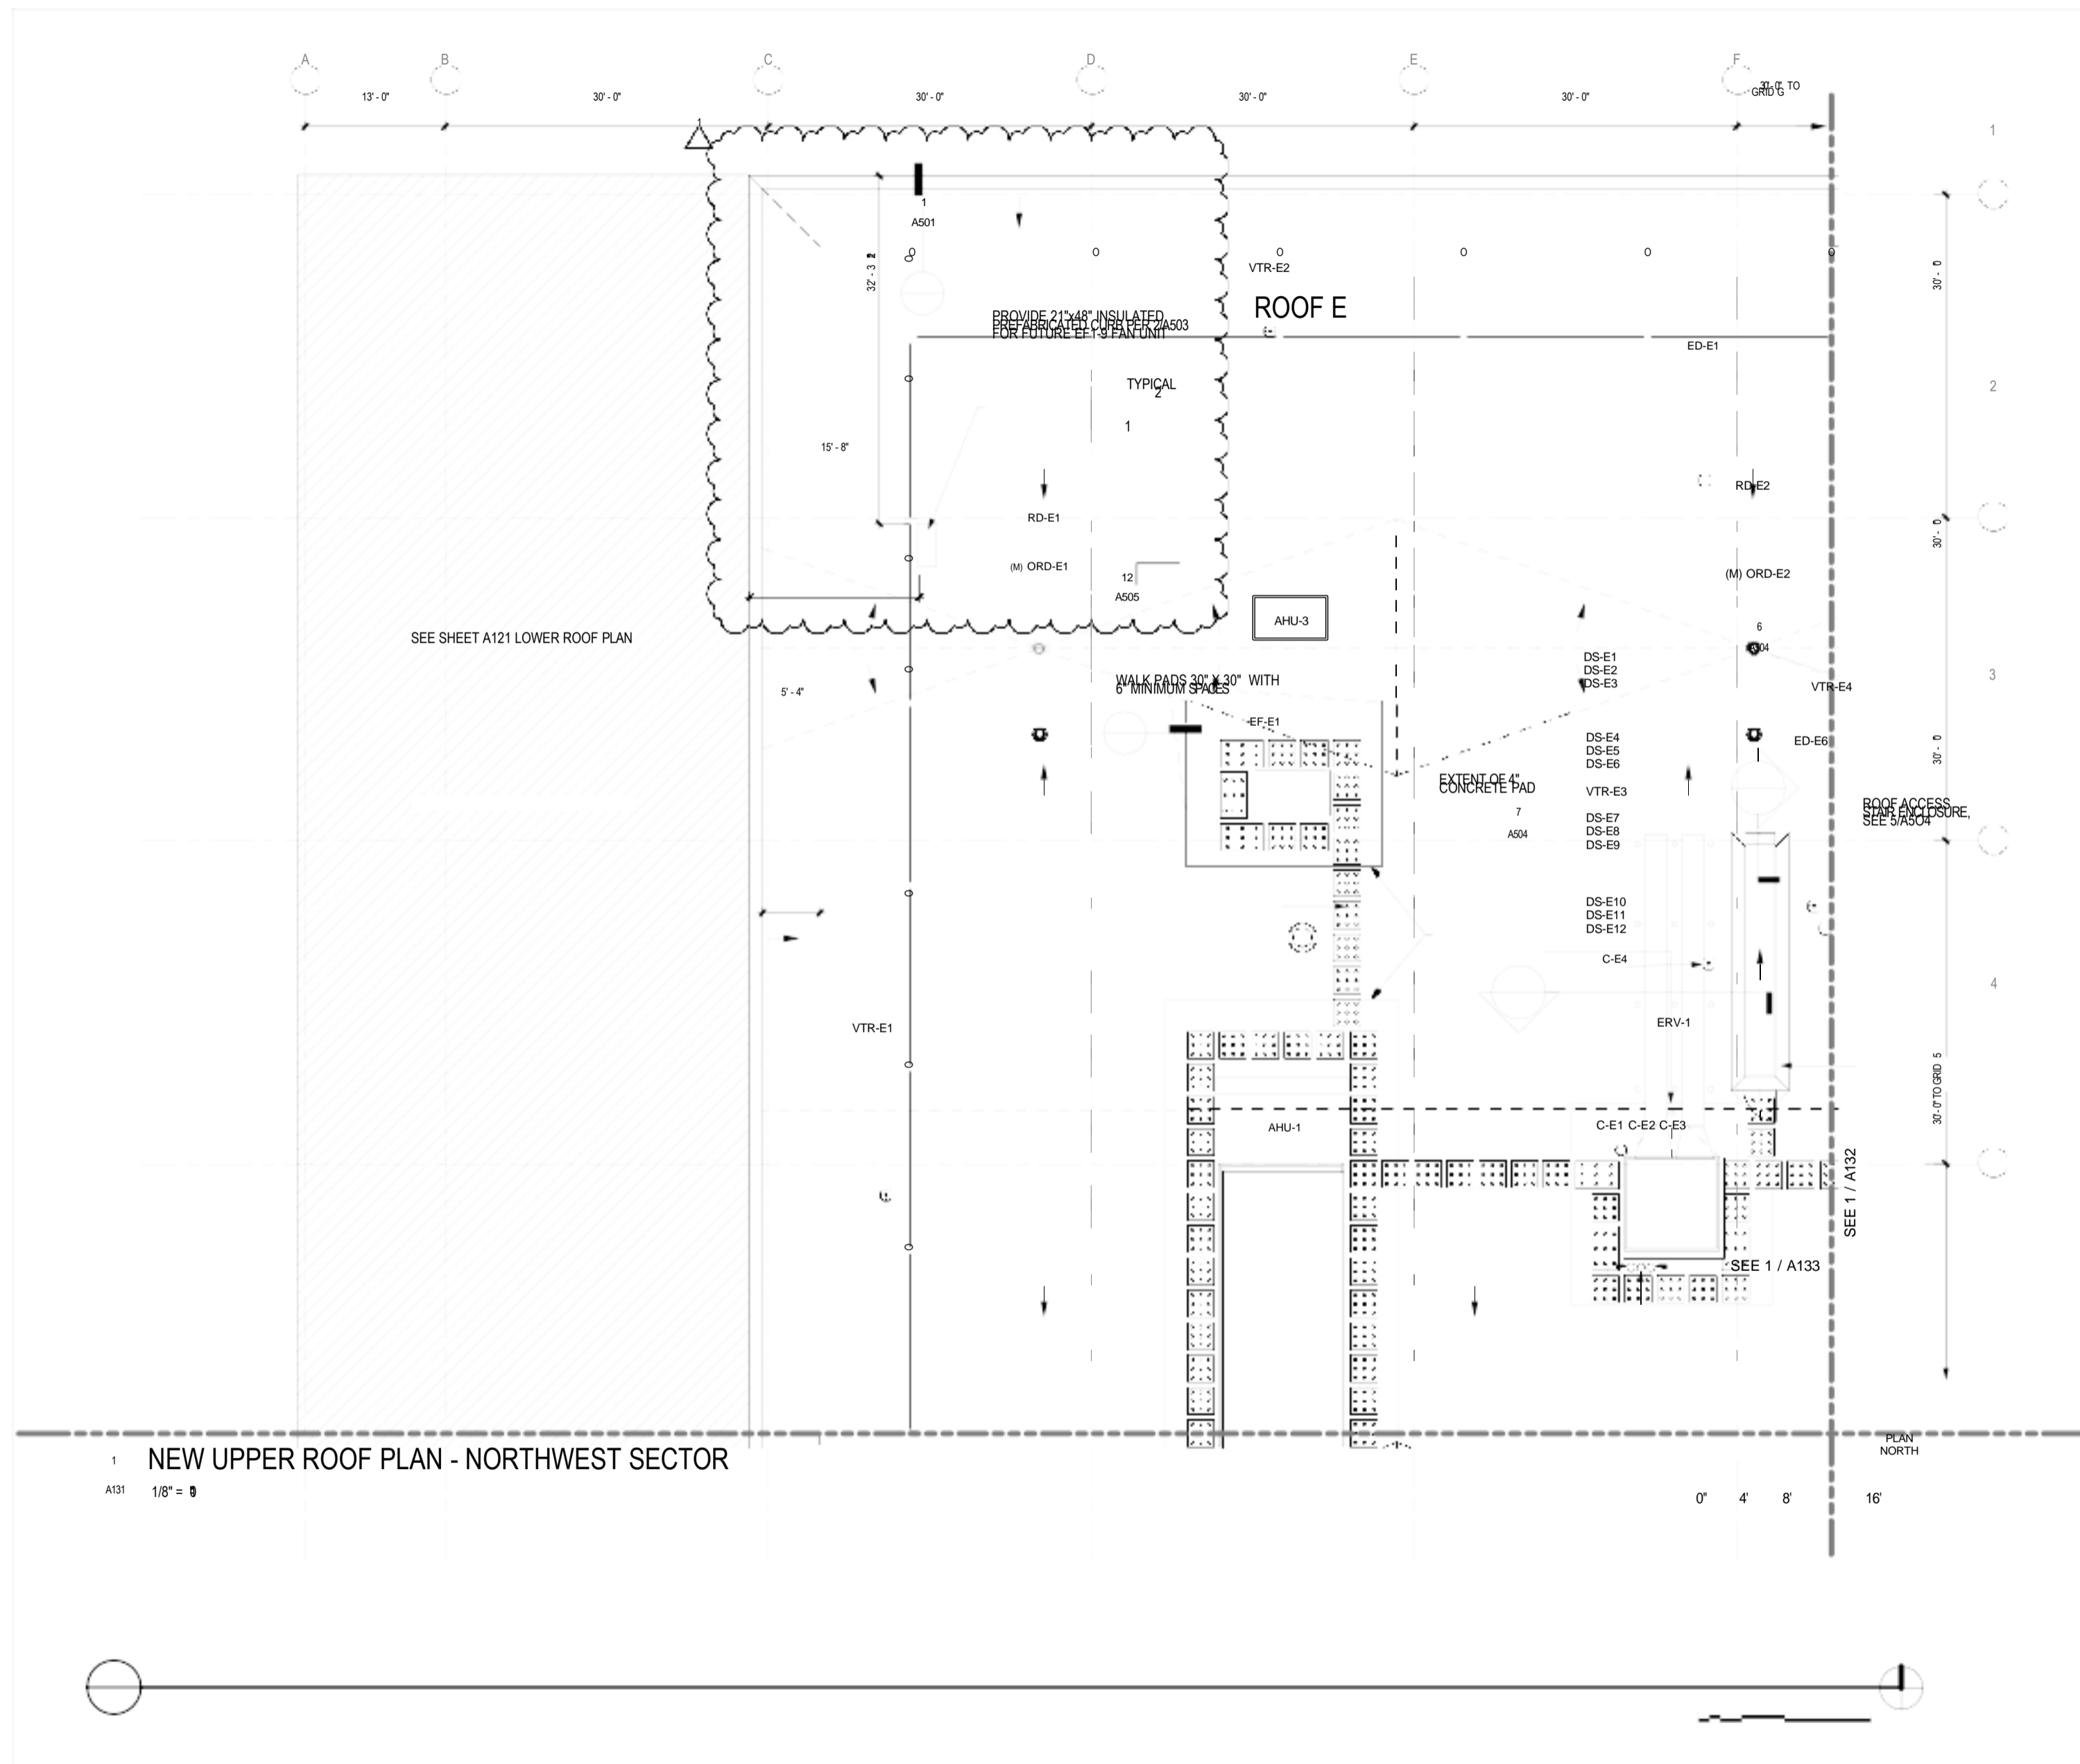 A
B
C
D
E
F
13' - 0"
30' - 0"
30' - 0"
30' - 0"
30' - 0"
TO
GRID G
1
1
1
A501
32' - 3
VTR-E2
ROOF E
30' - 0
PROVIDE 21"x48" INSULATED
PREFABRICATED CURB PER 2/A503
FOR FUTURE EF1-9 FAN UNIT
ED-E1
TYPICAL
2
1
2
15' - 8"
RD-E1
RD-E2
30' - 0
(M) ORD-E1
12
A505
(M) ORD-E2
AHU-3
6
SEE SHEET A121 LOWER ROOF PLAN
DS-E1
DS-E2
DS-E3
3
WALK PADS 30" X 30" WITH
6" MINIMUM SPACES
5' - 4"
VTR-E4
EF-E1
DS-E4
DS-E5
DS-E6
ED-E6
30' - 0
EXTENT OF 4"
CONCRETE PAD
VTR-E3
7
A504
ROOF ACCESS
STAIR ENCLOSURE,
SEE 5/A5O4
DS-E7
DS-E8
DS-E9
DS-E10
DS-E11
DS-E12
C-E4
4
VTR-E1
ERV-1
30'-0" TO GRID 5
AHU-1
C-E1 C-E2 C-E3
SEE 1 / A132
SEE 1 / A133
1
A131
NEW UPPER ROOF PLAN - NORTHWEST SECTOR
1/8" =
PLAN
NORTH
0" 4' 8' 16'